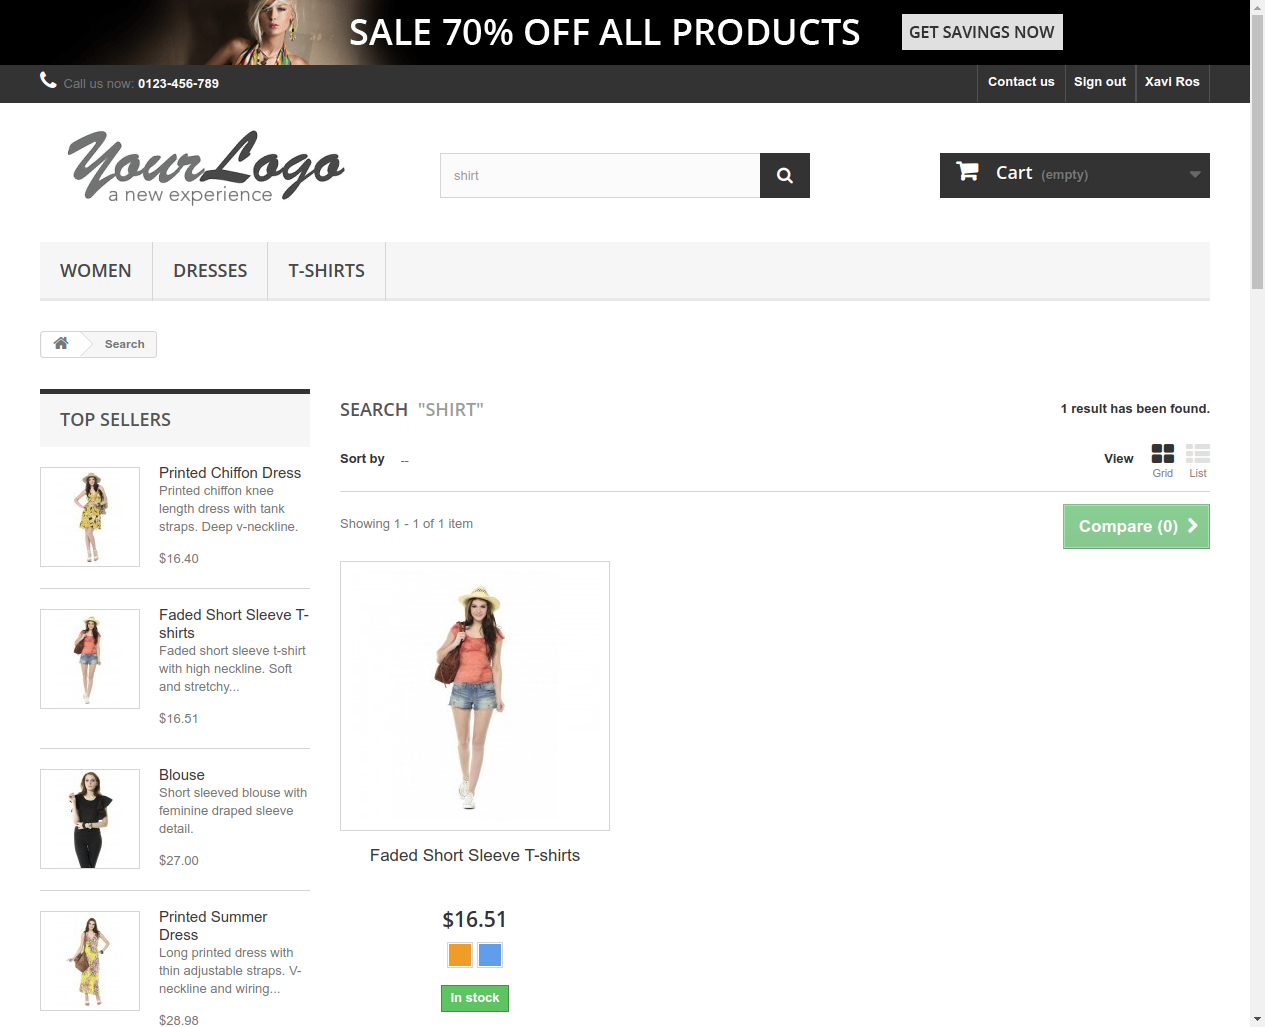 SALE 70% OFF ALL PRODUCTS GET SAVINGS NOW
Call us now: 0123-456-789
Contact us Sign out Xavi Ros
YourLogo
a new experience
shirt
Cart (empty)
WOMEN DRESSES T-SHIRTS
Search
TOP SELLERS
Printed Chiffon Dress
Printed chiffon knee
length dress with tank
straps. Deep v-neckline.
$16.40
Faded Short Sleeve T-
shirts
Faded short sleeve t-shirt
with high neckline. Soft
and stretchy...
$16.51
Blouse
Short sleeved blouse with
feminine draped sleeve
detail.
$27.00
Printed Summer
Dress
Long printed dress with
thin adjustable straps. V-
neckline and wiring...
$28.98
SEARCH "SHIRT"
1 result has been found.
Sort by --
View Grid List
Showing 1 - 1 of 1 item
Compare (0)
Faded Short Sleeve T-shirts
$16.51
In stock